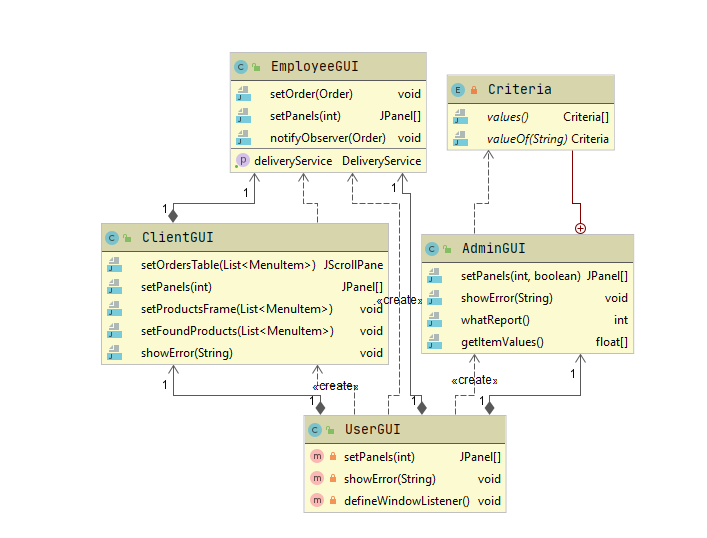 C EmployeeGUI
setOrder(Order) void
setPanels(int) JPanel[]
notifyObserver(Order) void
p deliveryService DeliveryService
E Criteria
values() Criteria[]
valueOf(String) Criteria
1
1
1
C ClientGUI
setOrdersTable(List<MenuItem>) JScrollPane
setPanels(int) JPanel[]
setProductsFrame(List<MenuItem>) void
setFoundProducts(List<MenuItem>) void
showError(String) void
«create»
C AdminGUI
setPanels(int, boolean) JPanel[]
showError(String) void
whatReport() int
getItemValues() float[]
1
«create»
«create»
1
1
1
1
C UserGUI
m setPanels(int) JPanel[]
m showError(String) void
m defineWindowListener() void